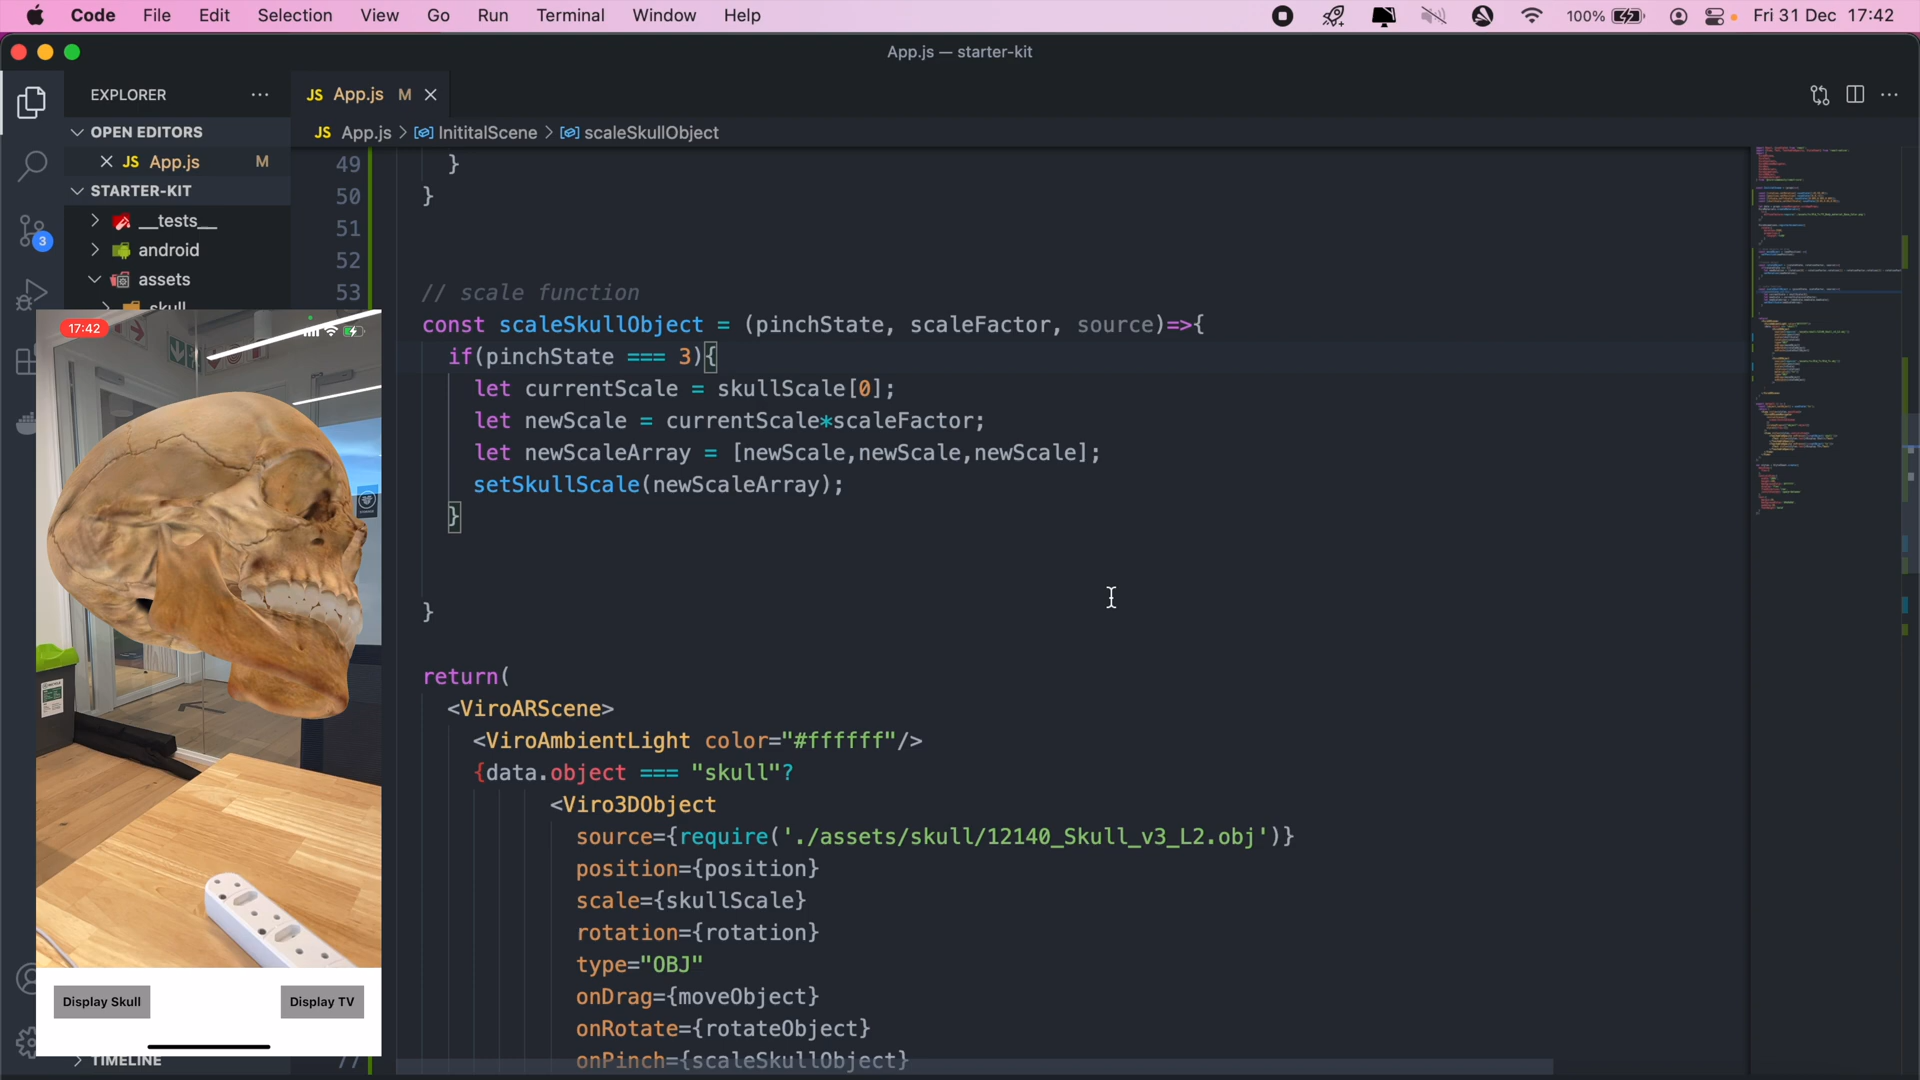 Code File Edit Selection View Go Run Terminal Window Help 100% Fri 31 Dec 17:42
App.js — starter-kit
EXPLORER
JS App.js M
JS App.js > InititalScene > scaleSkullObject
OPEN EDITORS
JS App.js M
STARTER-KIT
__tests__
android
assets
skull
3
17:42
Display Skull
Display TV
TIMELINE
49 }
50 }
51
52
53 // scale function
const scaleSkullObject = (pinchState, scaleFactor, source)=>{
if(pinchState === 3){
let currentScale = skullScale[0];
let newScale = currentScale*scaleFactor;
let newScaleArray = [newScale,newScale,newScale];
setSkullScale(newScaleArray);
}
}
return(
<ViroARScene>
<ViroAmbientLight color="#ffffff"/>
{data.object === "skull"?
<Viro3DObject
source={require('./assets/skull/12140_Skull_v3_L2.obj')}
position={position}
scale={skullScale}
rotation={rotation}
type="OBJ"
onDrag={moveObject}
onRotate={rotateObject}
77 onPinch={scaleSkullObject}